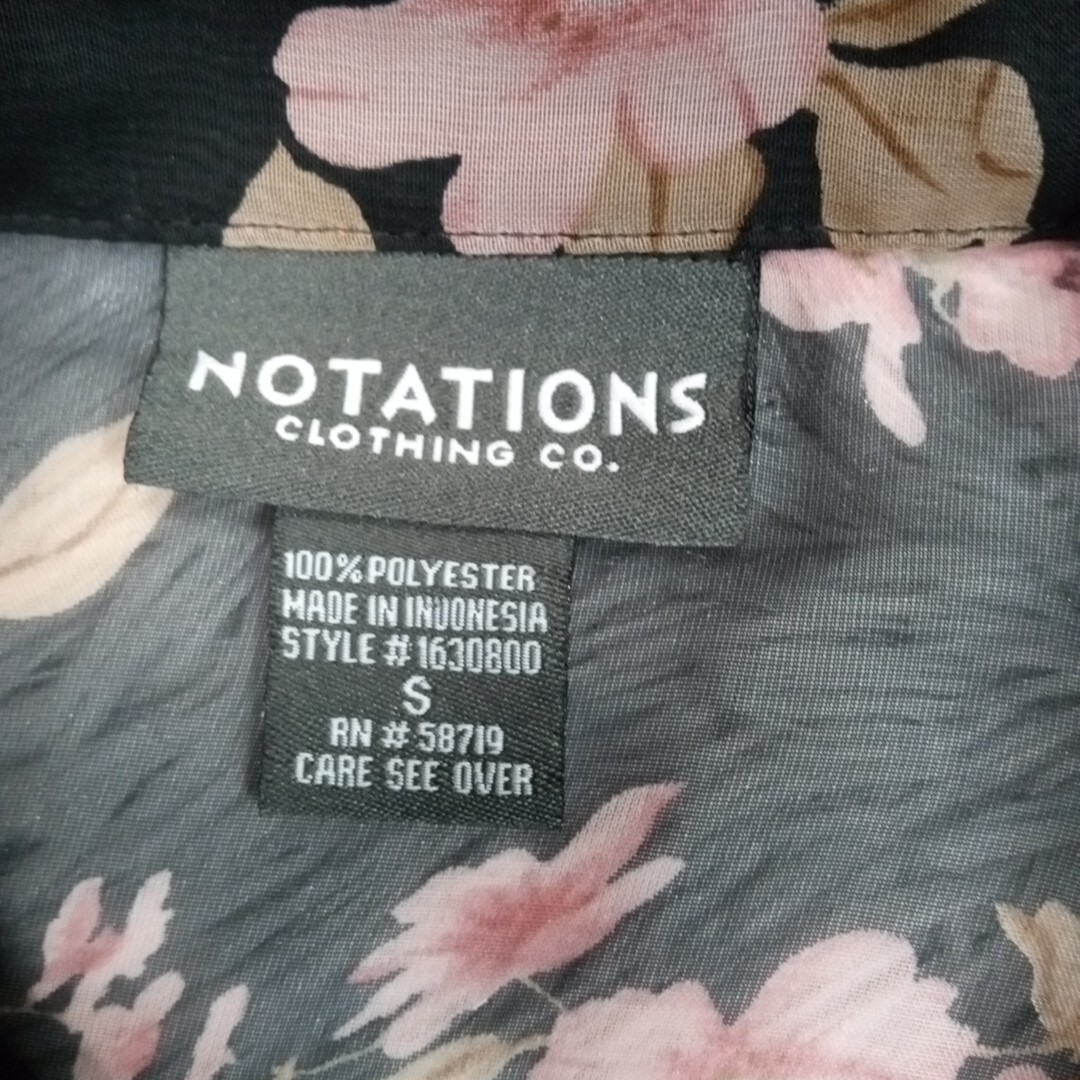 NOTATIONS
CLOTHING CO.
100% POLYESTER
MADE IN INDONESIA
STYLE # 1630800
S
RN # 58719
CARE SEE OVER